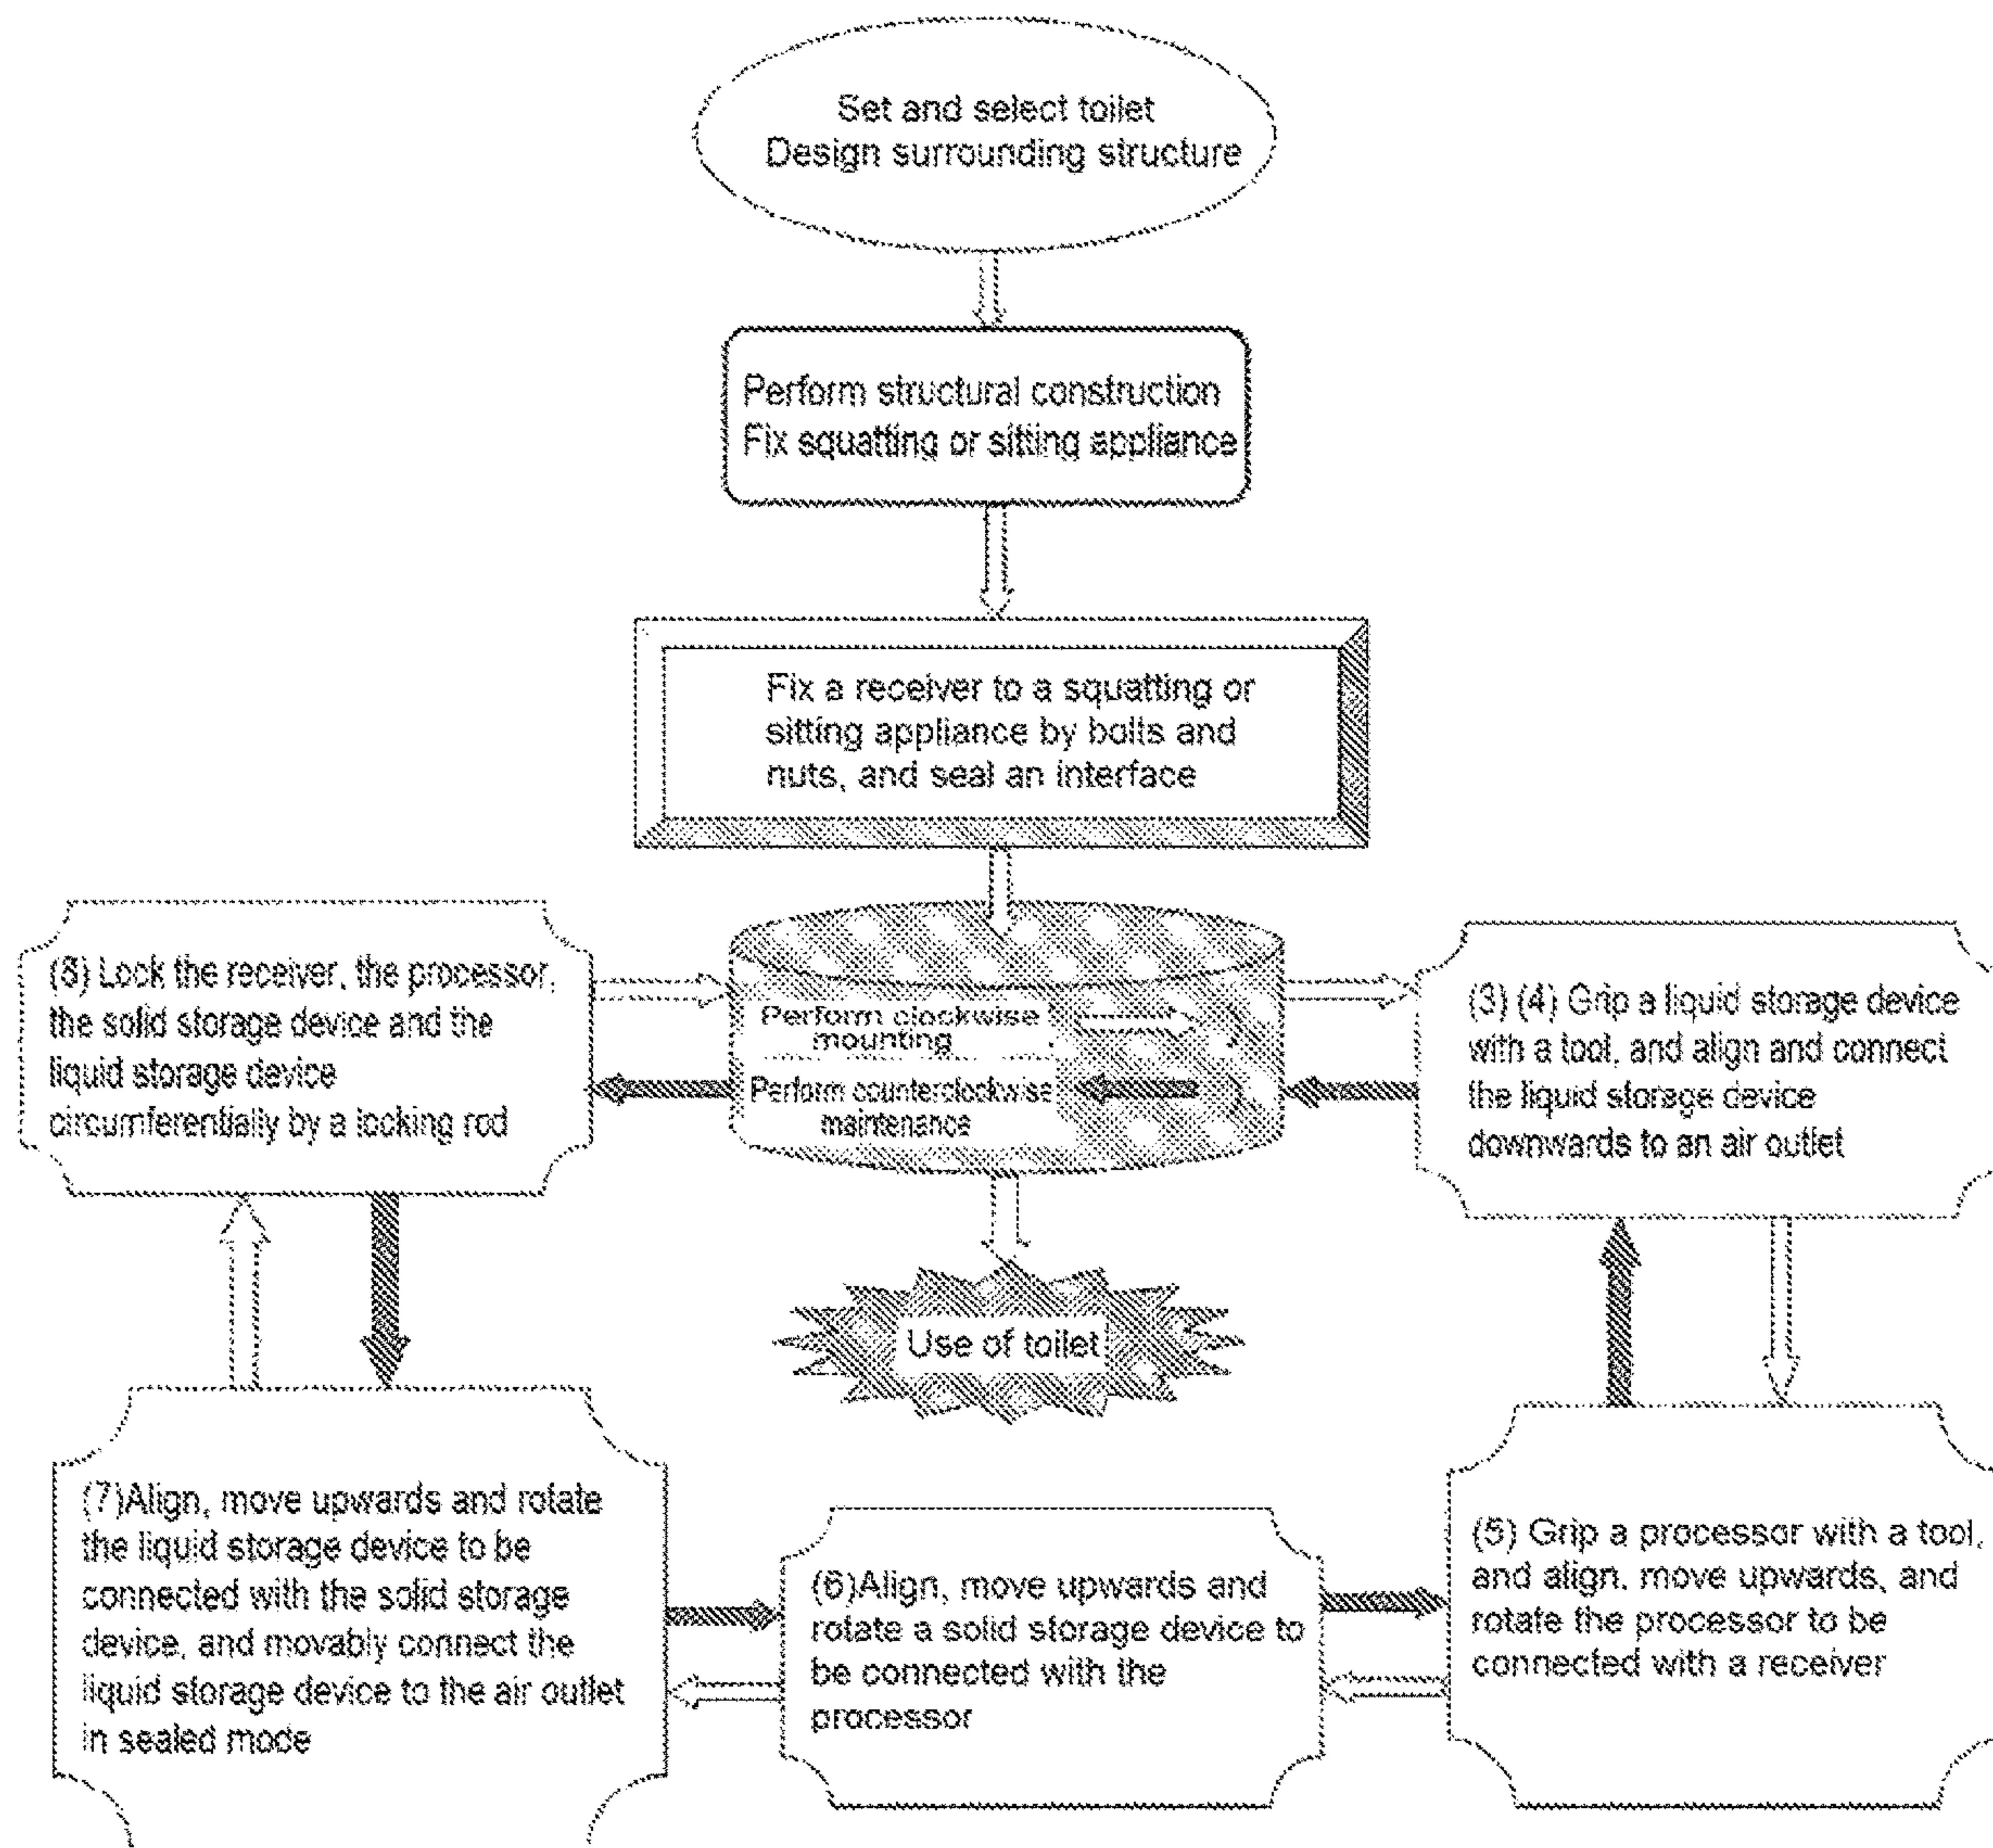 Set and select toilet
Design surrounding structure
Perform structural construction
Fix squatting or sitting appliance
Fix a receiver to a squatting or
sitting appliance by bolts and
nuts, and seal an interface
(8) Lock the receiver, the processor,
the solid storage device and the
liquid storage device
circumferentially by a locking rod
Perform clockwise
mounting
Perform counterclockwise
maintenance
(3) (4) Grip a liquid storage device
with a tool, and align and connect
the liquid storage device
downwards to an air outlet
Use of toilet
(7)Align, move upwards and rotate
the liquid storage device to be
connected with the solid storage
device, and movably connect the
liquid storage device to the air outlet
in sealed mode
(6)Align, move upwards and
rotate a solid storage device to
be connected with the
processor
(5) Grip a processor with a tool,
and align, move upwards, and
rotate the processor to be
connected with a receiver